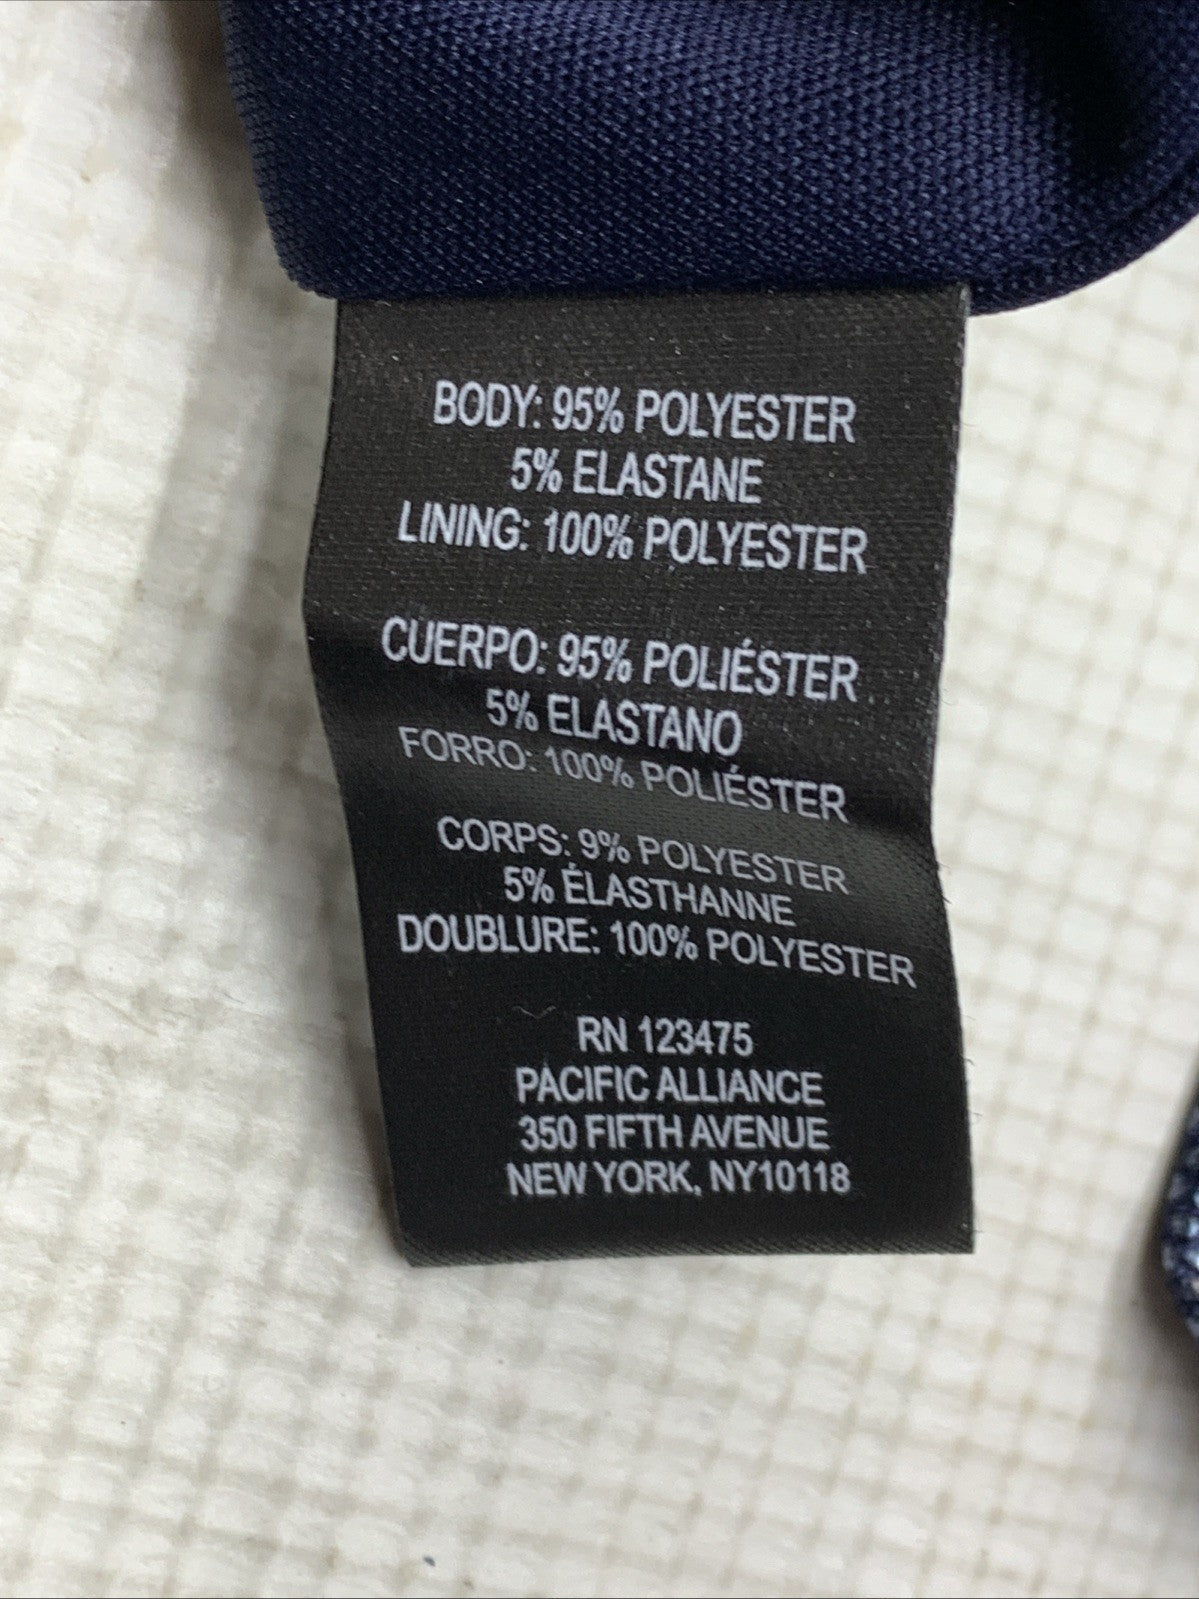 BODY: 95% POLYESTER
5% ELASTANE
LINING: 100% POLYESTER
CUERPO: 95% POLIÉSTER
5% ELASTANO
FORRO: 100% POLIÉSTER
CORPS: 9% POLYESTER
5% ÉLASTHANNE
DOUBLURE: 100% POLYESTER
RN 123475
PACIFIC ALLIANCE
350 FIFTH AVENUE
NEW YORK, NY10118